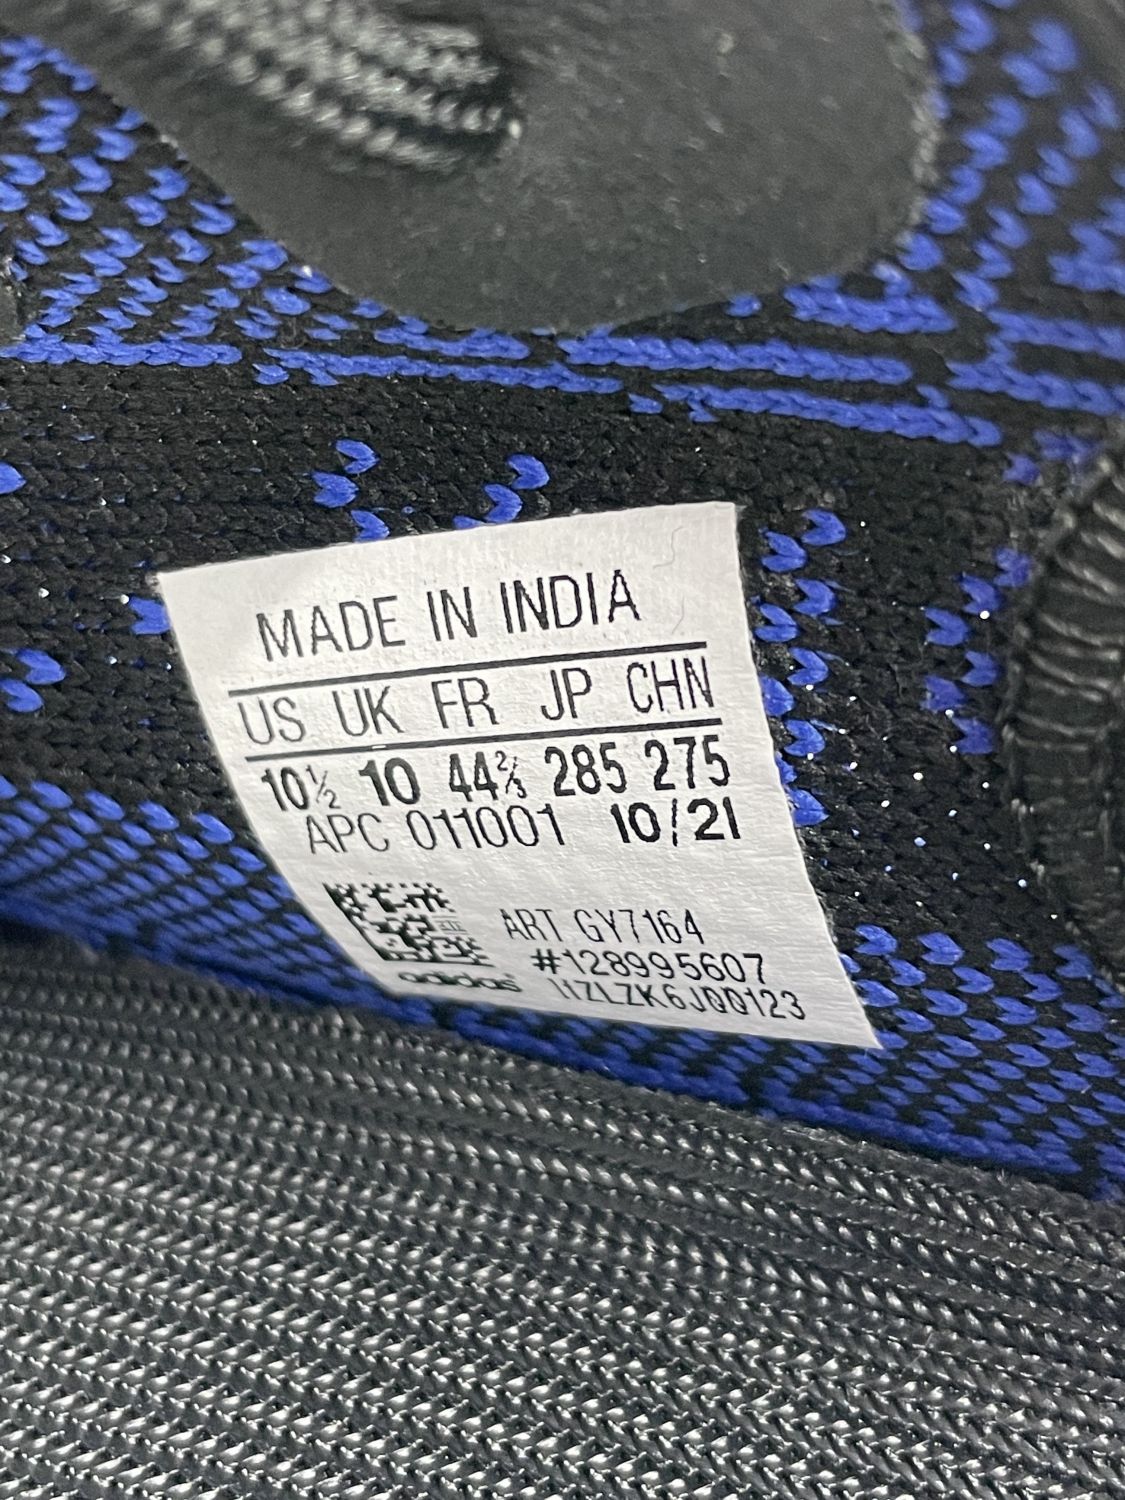 MADE IN INDIA
US UK FR JP CHN
10½ 10 44⅔ 285 275
APC 011001 10/21
ART GY7164
#128995607
adidas 11ZLZK6JQQ123